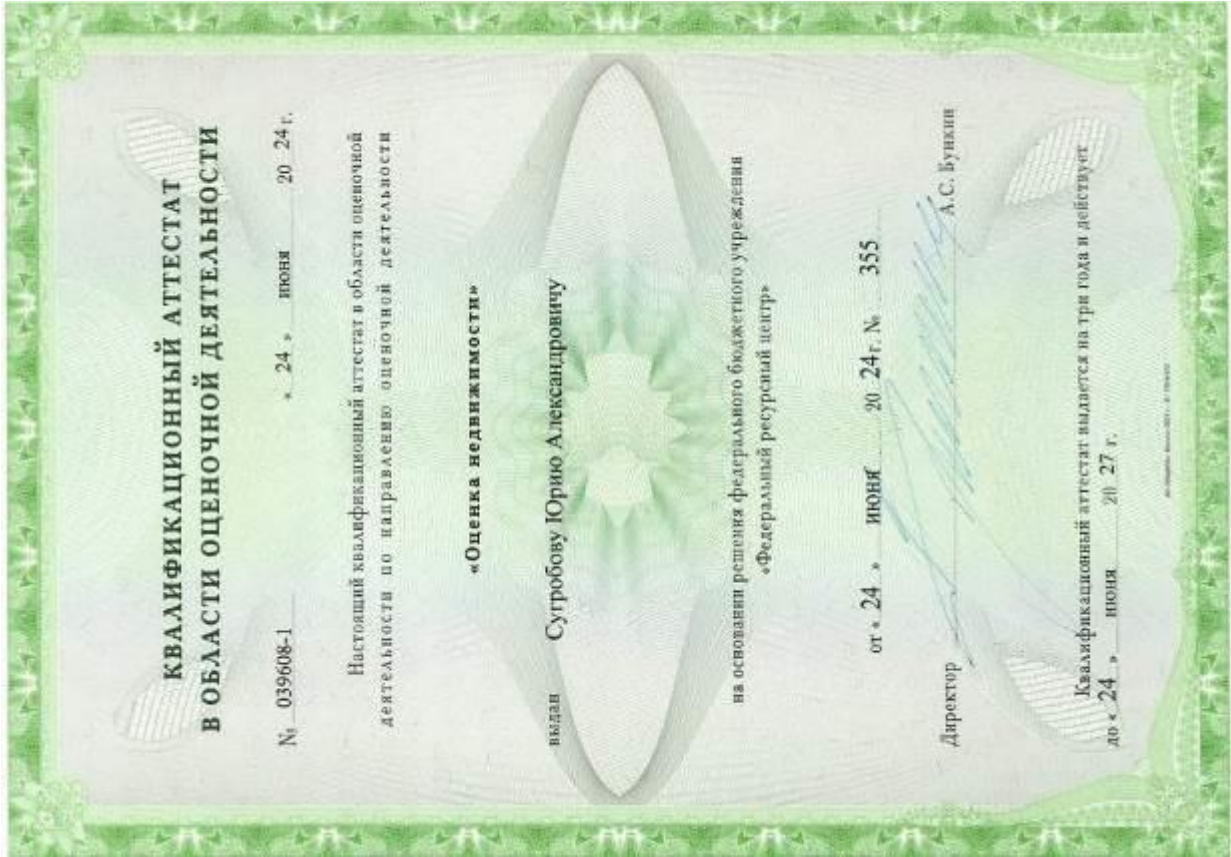 КВАЛИФИКАЦИОННЫЙ АТТЕСТАТ
В ОБЛАСТИ ОЦЕНОЧНОЙ ДЕЯТЕЛЬНОСТИ
№ 039608-1 « 24 » июня 20 24 г.
Настоящий квалификационный аттестат в области оценочной
деятельности по направлению оценочной деятельности
«Оценка недвижимости»
выдан Сугробову Юрию Александровичу
на основании решения федерального бюджетного учреждения
«Федеральный ресурсный центр»
от « 24 » июня 20 24 г. № 355
Директор А.С. Бункин
Квалификационный аттестат выдается на три года и действует
до « 24 » июня 20 27 г.